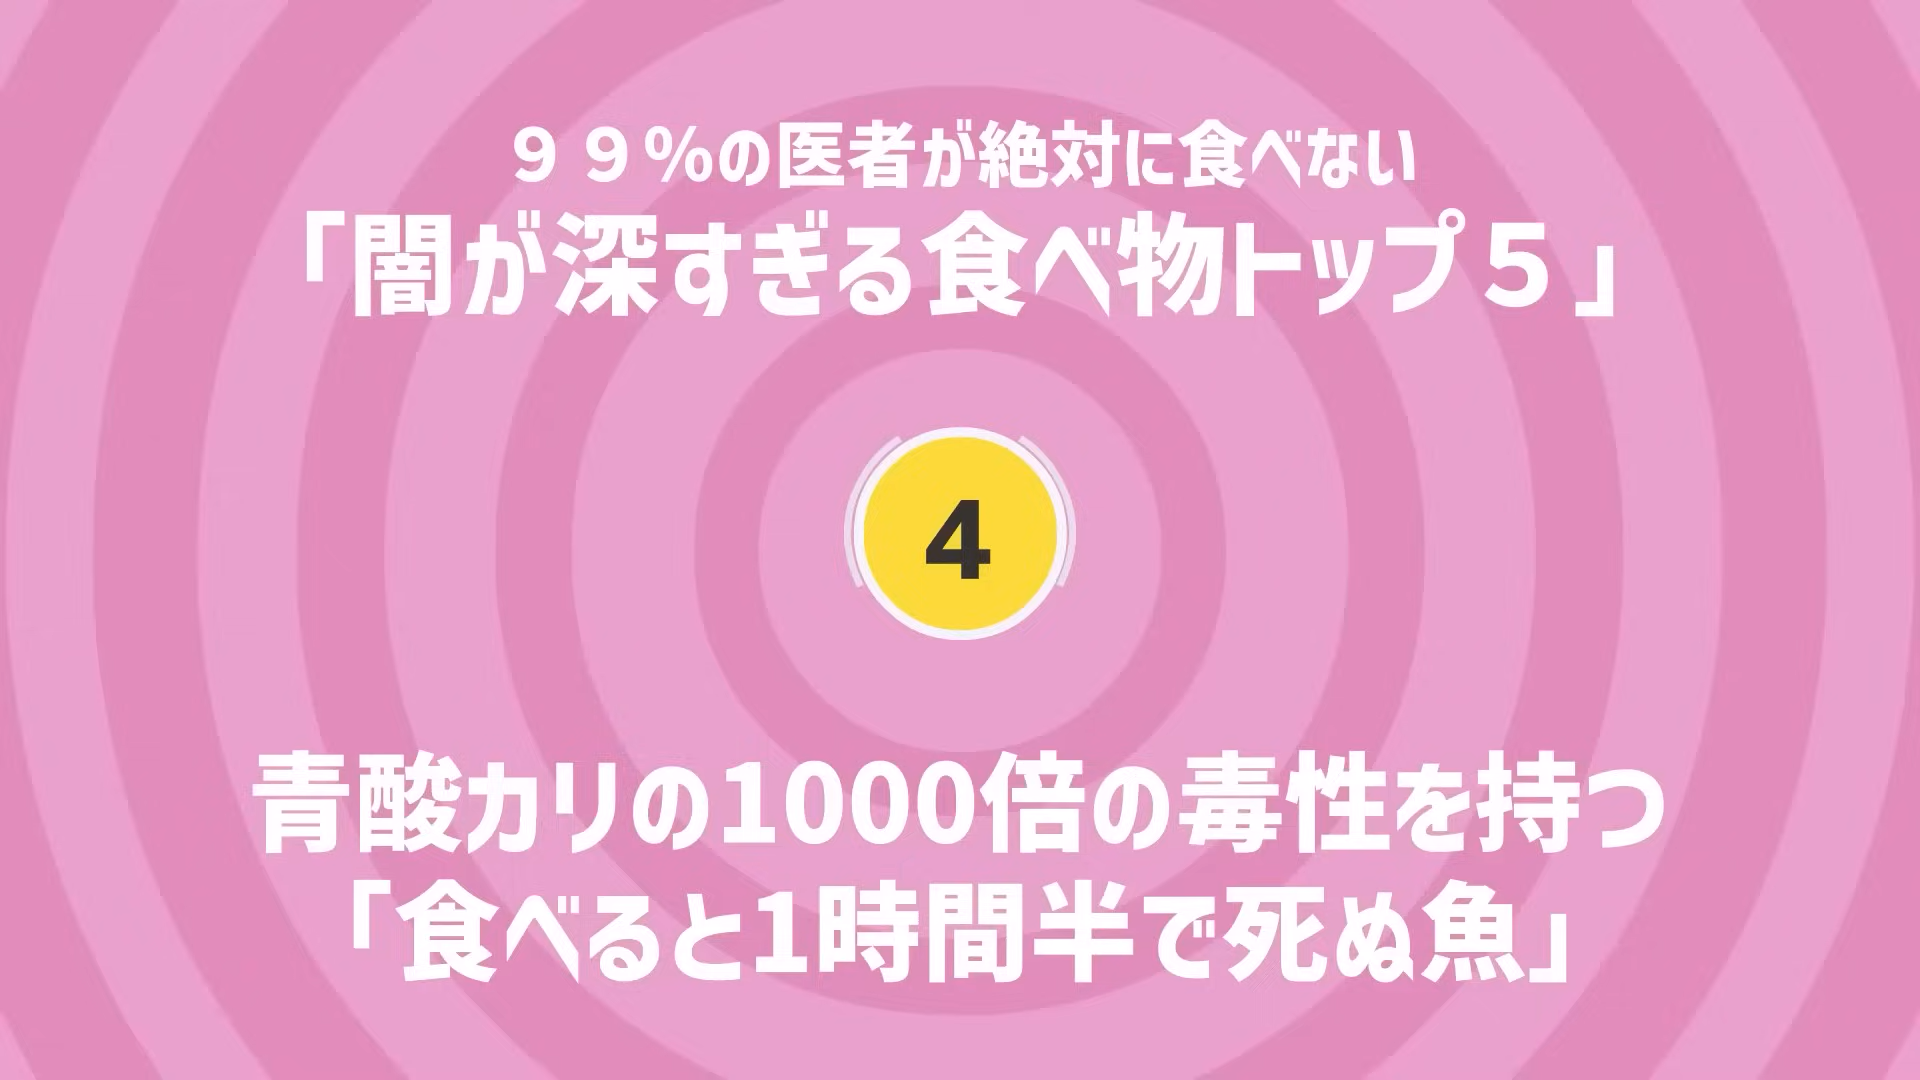 ９９％の医者が絶対に食べない
「闇が深すぎる食べ物トップ５」
4
青酸カリの1000倍の毒性を持つ
「食べると1時間半で死ぬ魚」